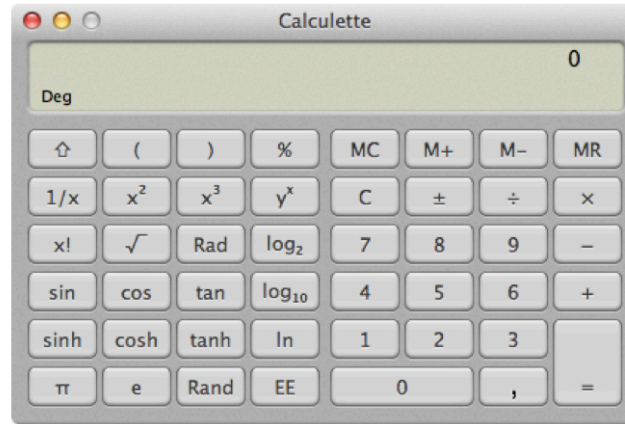 Calculette
0
Deg
⇧ ( ) % MC M+ M− MR
1/x x² x³ yˣ C ± ÷ ×
x! √ Rad log₂ 7 8 9 −
sin cos tan log₁₀ 4 5 6 +
sinh cosh tanh ln 1 2 3
π e Rand EE 0 , =